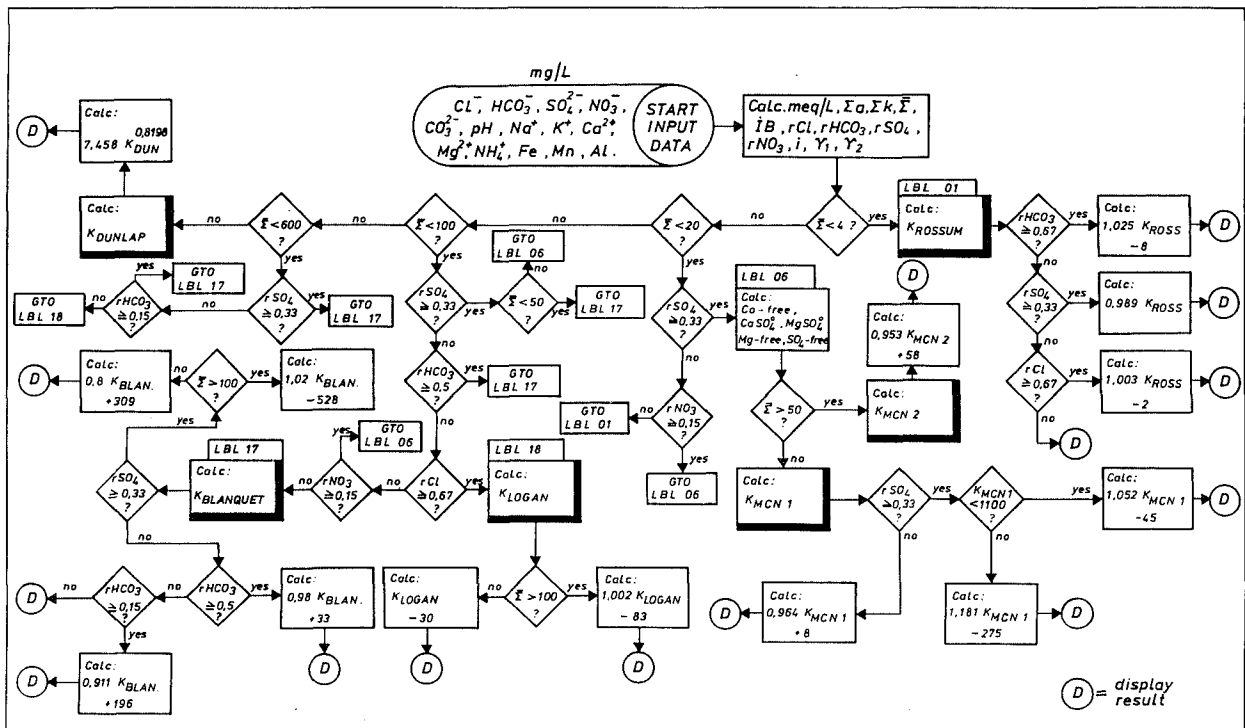 mg/L
Cl⁻, HCO₃⁻, SO₄²⁻, NO₃⁻,
CO₃²⁻, pH, Na⁺, K⁺, Ca²⁺,
Mg²⁺, NH₄⁺, Fe, Mn, Al.
START
INPUT
DATA
Calc. meq/L, Σa, Σk, Σ̄,
IB, rCl, rHCO₃, rSO₄,
rNO₃, i, γ₁, γ₂
D
Calc:
7,458 K_DUN^0,8198
Calc:
K_DUNLAP
no
Σ̄<600
?
yes
no
Σ̄<100
?
yes
no
Σ̄<20
?
yes
no
Σ̄<4 ?
yes
LBL 01
Calc:
K_ROSSUM
rHCO₃
≧0,67
?
yes
Calc:
1,025 K_ROSS
-8
D
no
rSO₄
≧0,33
?
yes
Calc:
0,989 K_ROSS
D
no
rCl
≧0,67
?
yes
Calc:
1,003 K_ROSS
-2
D
no
D
GTO
LBL 18
no
rHCO₃
≧0,15
?
yes
GTO
LBL 17
no
rSO₄
≧0,33
?
yes
GTO
LBL 17
rSO₄
≧0,33
?
yes
Σ̄<50
?
no
GTO
LBL 06
yes
GTO
LBL 17
no
rHCO₃
≧0,5
?
yes
GTO
LBL 17
no
rCl
≧0,67
?
yes
no
rNO₃
≧0,15
?
yes
GTO
LBL 06
no
rSO₄
≧0,33
?
yes
no
rNO₃
≧0,15
?
no
GTO
LBL 01
yes
GTO
LBL 06
LBL 06
Calc:
Ca-free,
CaSO₄°, MgSO₄°
Mg-free, SO₄-free
Σ̄>50
?
yes
Calc:
K_MCN 2
Calc:
0,953 K_MCN 2
+58
D
no
Calc:
K_MCN 1
rSO₄
≧0,33
?
yes
K_MCN1
<1100
?
yes
Calc:
1,052 K_MCN 1
-45
D
no
Calc:
0,964 K_MCN 1
+8
D
no
Calc:
1,181 K_MCN 1
-275
D
LBL 17
Calc:
K_BLANQUET
rSO₄
≧0,33
?
yes
Σ̄>100
?
no
Calc:
0,8 K_BLAN.
+309
D
yes
Calc:
1,02 K_BLAN.
-528
no
rHCO₃
≧0,5
?
yes
Calc:
0,98 K_BLAN.
+33
D
no
rHCO₃
≧0,15
?
no
D
yes
Calc:
0,911 K_BLAN.
+196
D
LBL 18
Calc:
K_LOGAN
Σ̄>100
?
no
Calc:
K_LOGAN
-30
D
yes
Calc:
1,002 K_LOGAN
-83
D
D = display
result